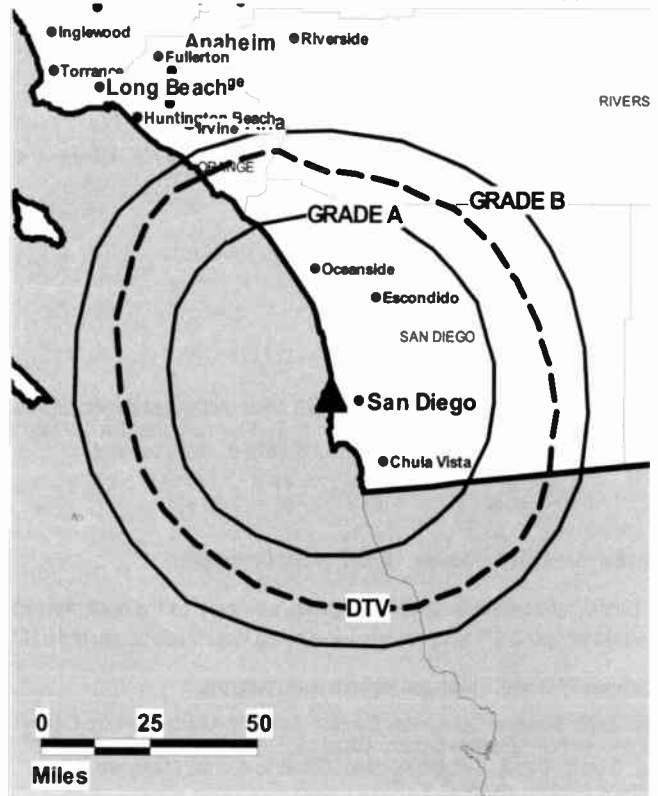 Inglewood
Anaheim
Riverside
Fullerton
Torrance
Long Beach
RIVERS
Huntington Beach
Irvine
ORANGE
GRADE B
GRADE A
Oceanside
Escondido
SAN DIEGO
San Diego
Chula Vista
DTV
0 25 50
Miles